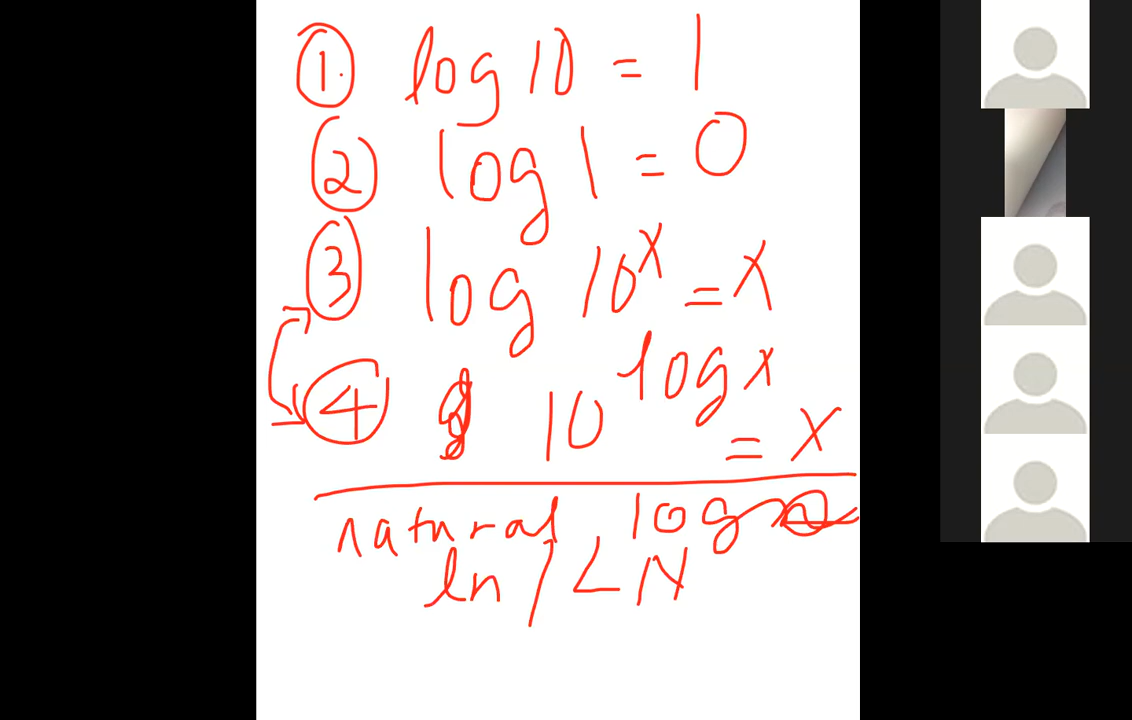 ① log 10 = 1
② log 1 = 0
③ log 10^x = x
④ 10^log x = x
natural log
ln / LN